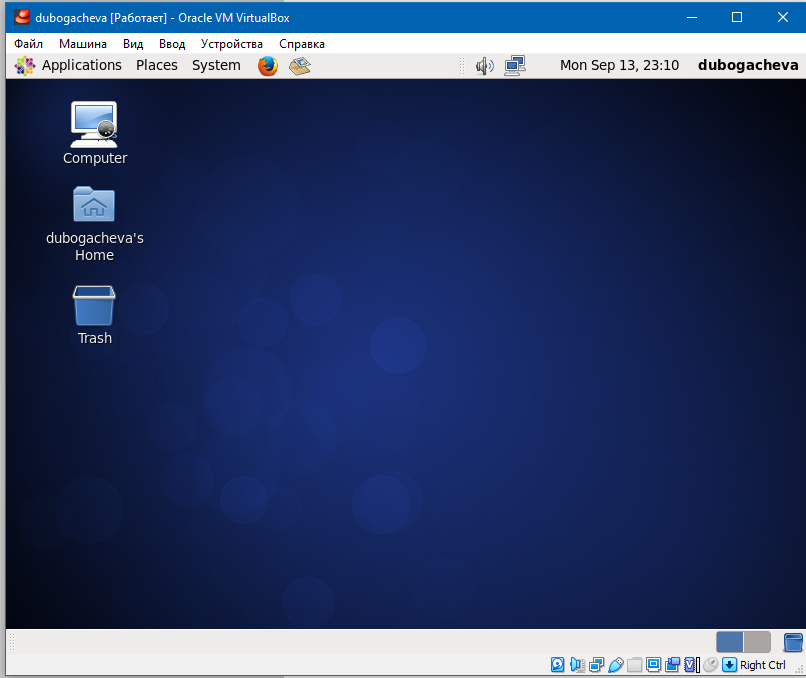 dubogacheva [Работает] - Oracle VM VirtualBox
Файл Машина Вид Ввод Устройства Справка
Applications Places System Mon Sep 13, 23:10 dubogacheva
Computer
dubogacheva's
Home
Trash
Right Ctrl